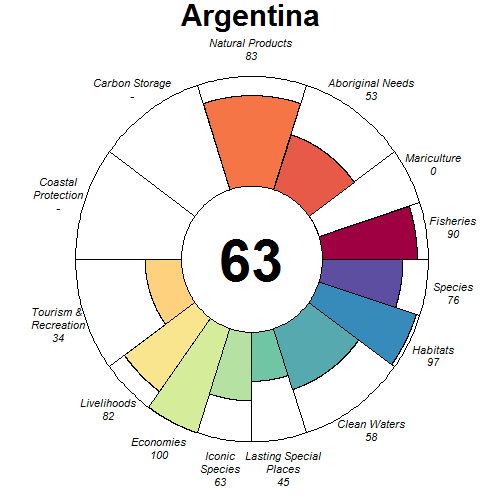 Argentina
Natural Products
83
Carbon Storage
-
Aboriginal Needs
53
Mariculture
0
Coastal
Protection
-
Fisheries
90
63
Species
76
Tourism &
Recreation
34
Habitats
97
Livelihoods
82
Clean Waters
58
Economies
100
Iconic
Species
63
Lasting Special
Places
45